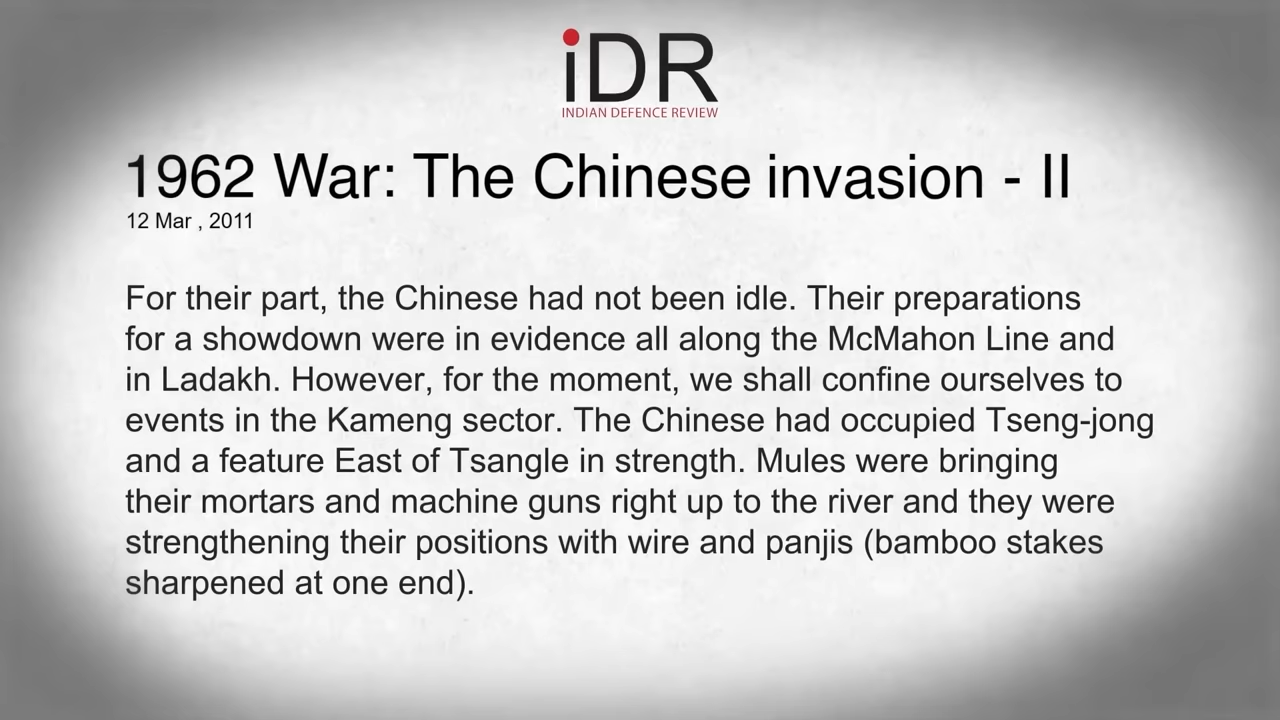 iDR
INDIAN DEFENCE REVIEW
1962 War: The Chinese invasion - II
12 Mar , 2011
For their part, the Chinese had not been idle. Their preparations
for a showdown were in evidence all along the McMahon Line and
in Ladakh. However, for the moment, we shall confine ourselves to
events in the Kameng sector. The Chinese had occupied Tseng-jong
and a feature East of Tsangle in strength. Mules were bringing
their mortars and machine guns right up to the river and they were
strengthening their positions with wire and panjis (bamboo stakes
sharpened at one end).